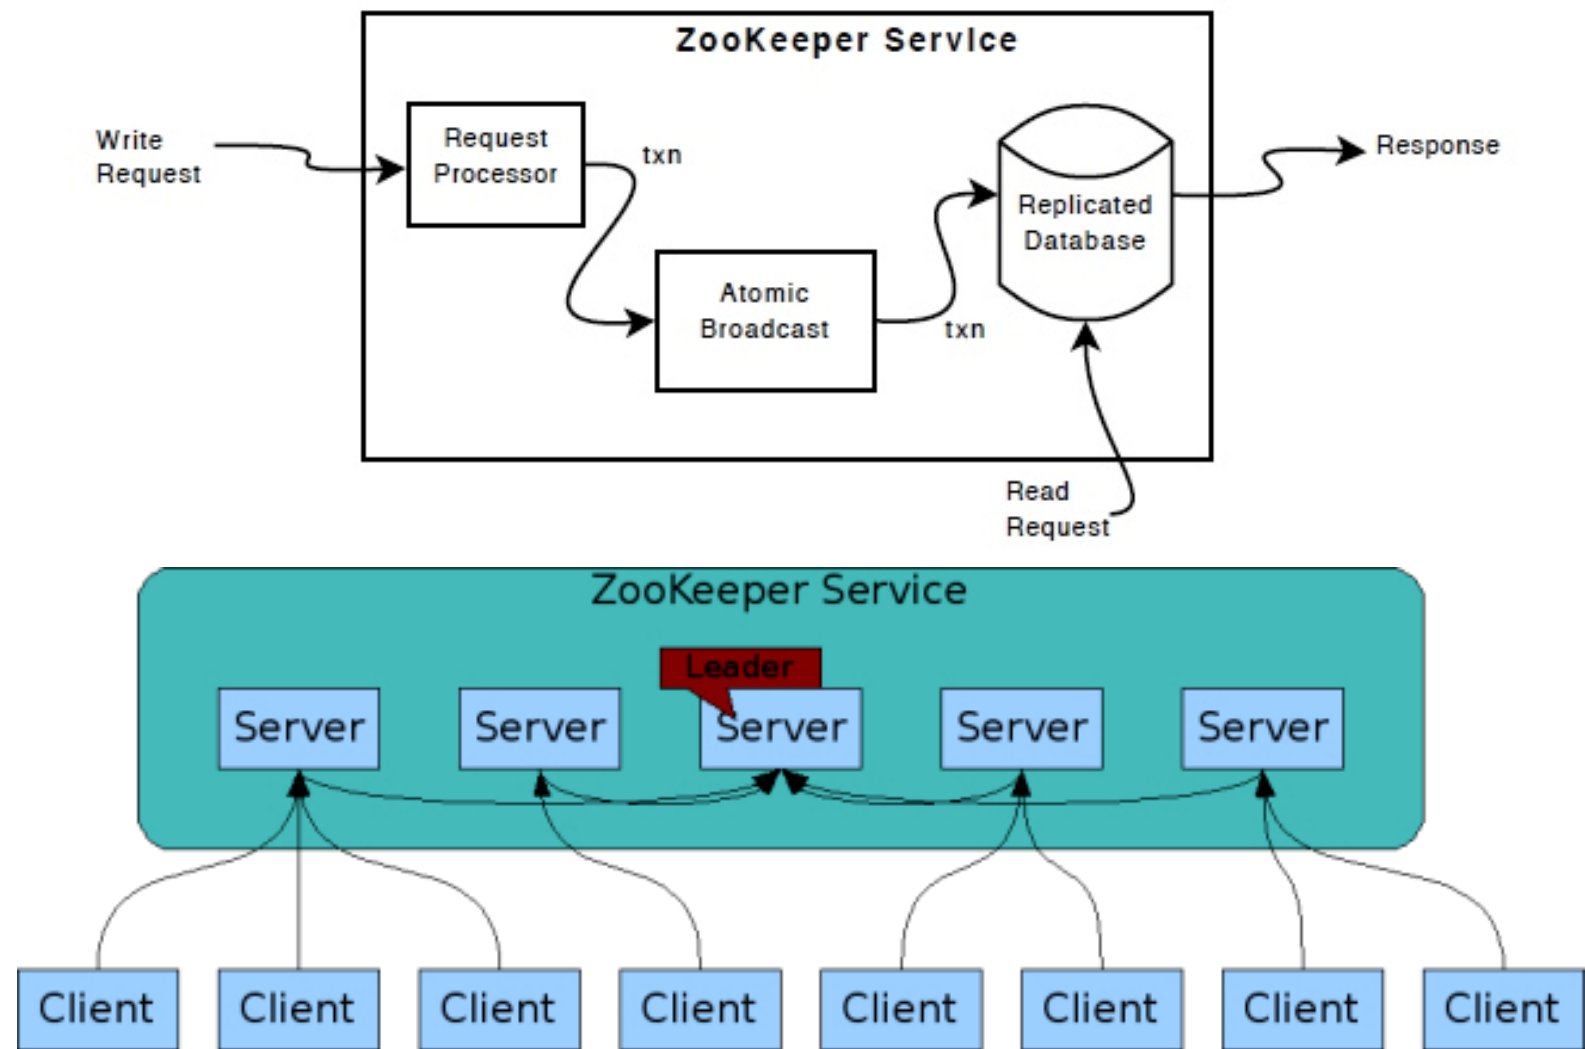 ZooKeeper Service
Write
Request
Request
Processor
txn
Atomic
Broadcast
txn
Replicated
Database
Response
Read
Request
ZooKeeper Service
Leader
Server
Server
Server
Server
Server
Client
Client
Client
Client
Client
Client
Client
Client